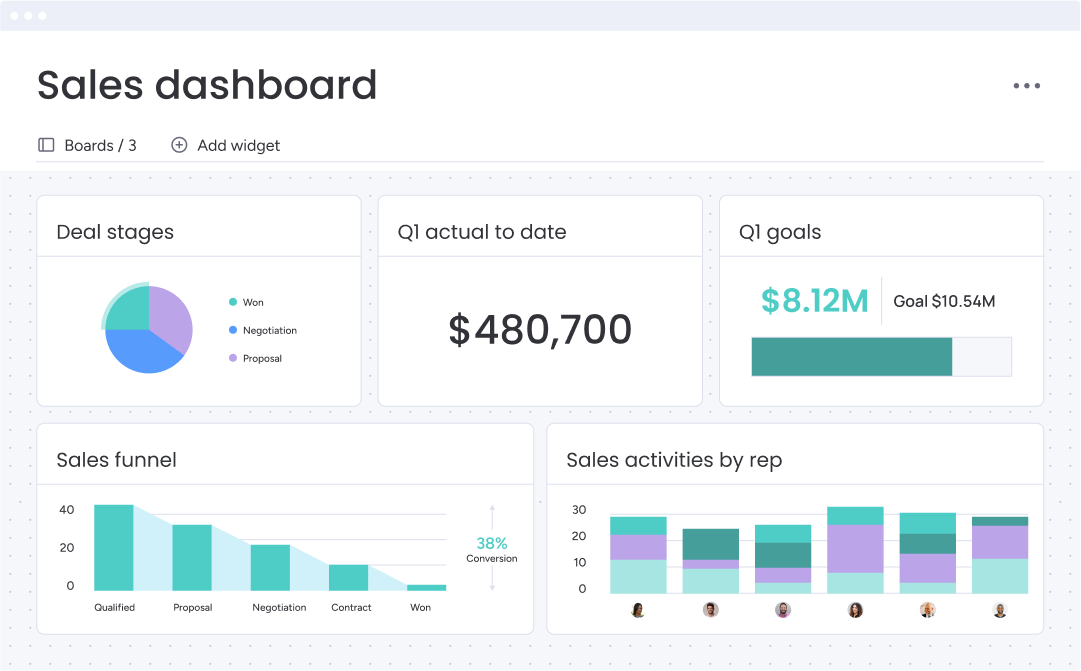 Sales dashboard
Boards / 3
Add widget
Deal stages
Won
Negotiation
Proposal
Q1 actual to date
$480,700
Q1 goals
$8.12M
Goal $10.54M
Sales funnel
40
20
0
Qualified
Proposal
Negotiation
Contract
Won
38%
Conversion
Sales activities by rep
30
20
10
0